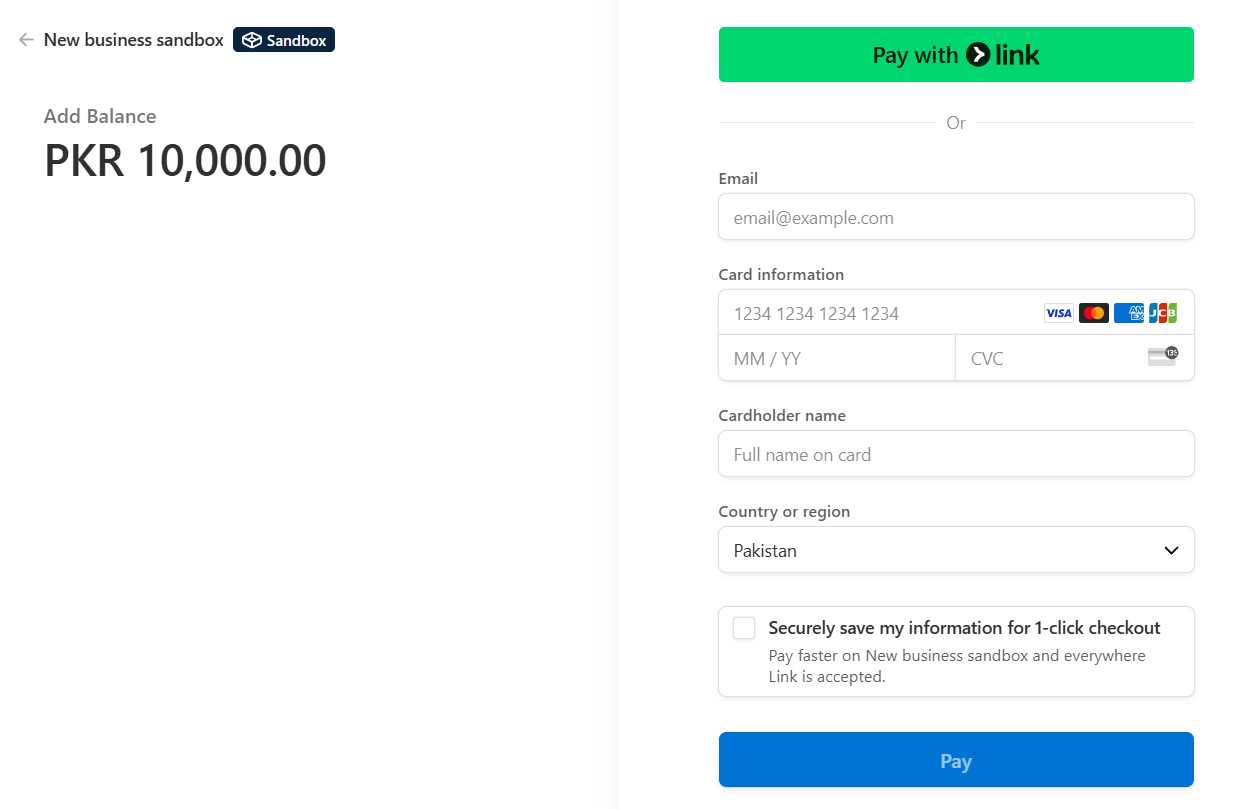 New business sandbox Sandbox
Add Balance
PKR 10,000.00
Pay with link
Or
Email
email@example.com
Card information
1234 1234 1234 1234 VISA AM EX JCB
MM / YY CVC 135
Cardholder name
Full name on card
Country or region
Pakistan
Securely save my information for 1-click checkout
Pay faster on New business sandbox and everywhere
Link is accepted.
Pay